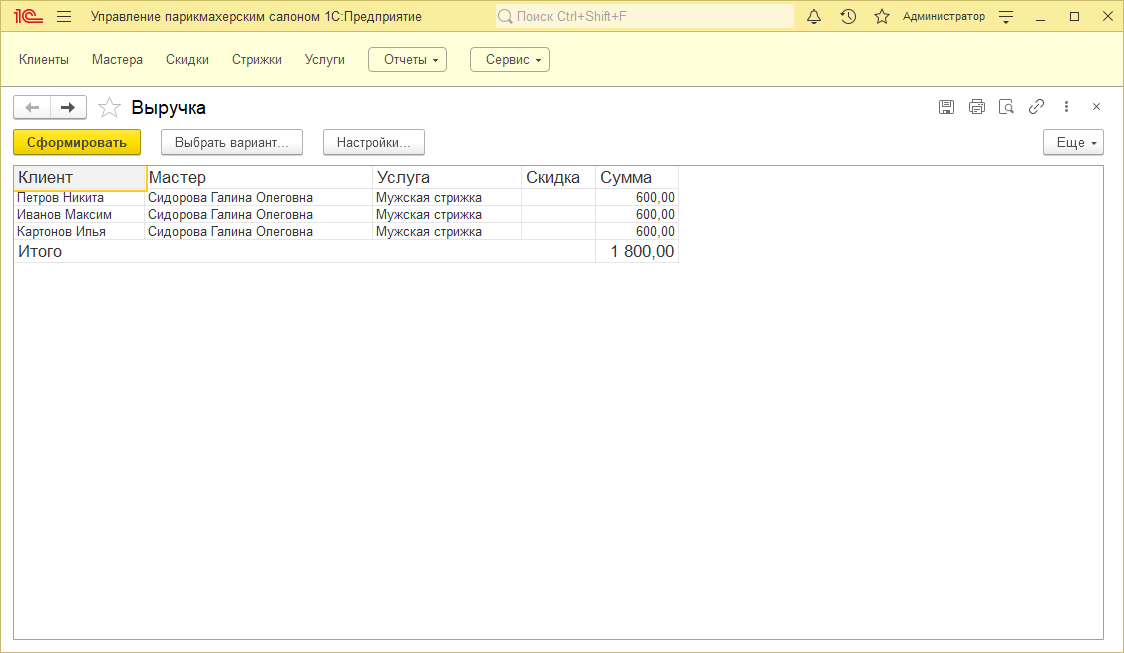 1С Управление парикмахерским салоном 1С:Предприятие Поиск Ctrl+Shift+F Администратор
Клиенты Мастера Скидки Стрижки Услуги Отчеты Сервис
Выручка
Сформировать Выбрать вариант... Настройки... Еще
Клиент Мастер Услуга Скидка Сумма
Петров Никита Сидорова Галина Олеговна Мужская стрижка 600,00
Иванов Максим Сидорова Галина Олеговна Мужская стрижка 600,00
Картонов Илья Сидорова Галина Олеговна Мужская стрижка 600,00
Итого 1 800,00